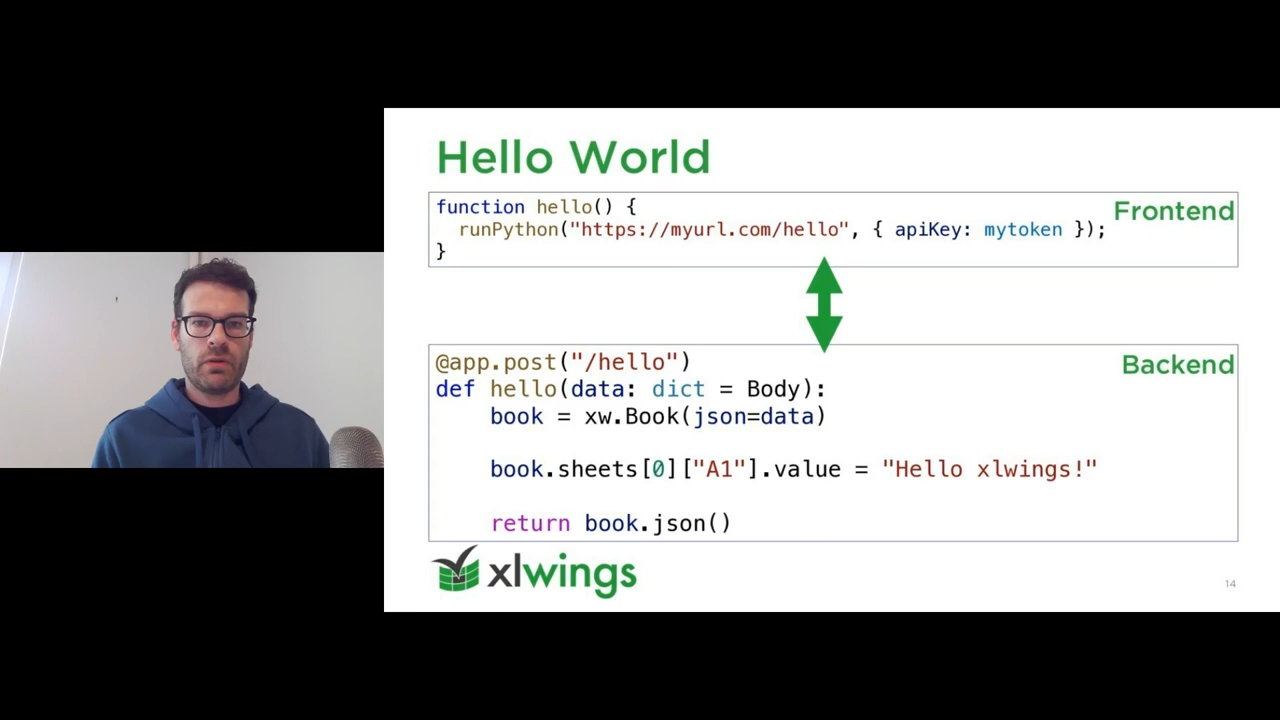 Hello World
function hello() {
  runPython("https://myurl.com/hello", { apiKey: mytoken });
}
Frontend
@app.post("/hello")
def hello(data: dict = Body):
    book = xw.Book(json=data)
    book.sheets[0]["A1"].value = "Hello xlwings!"
    return book.json()
Backend
xlwings
14